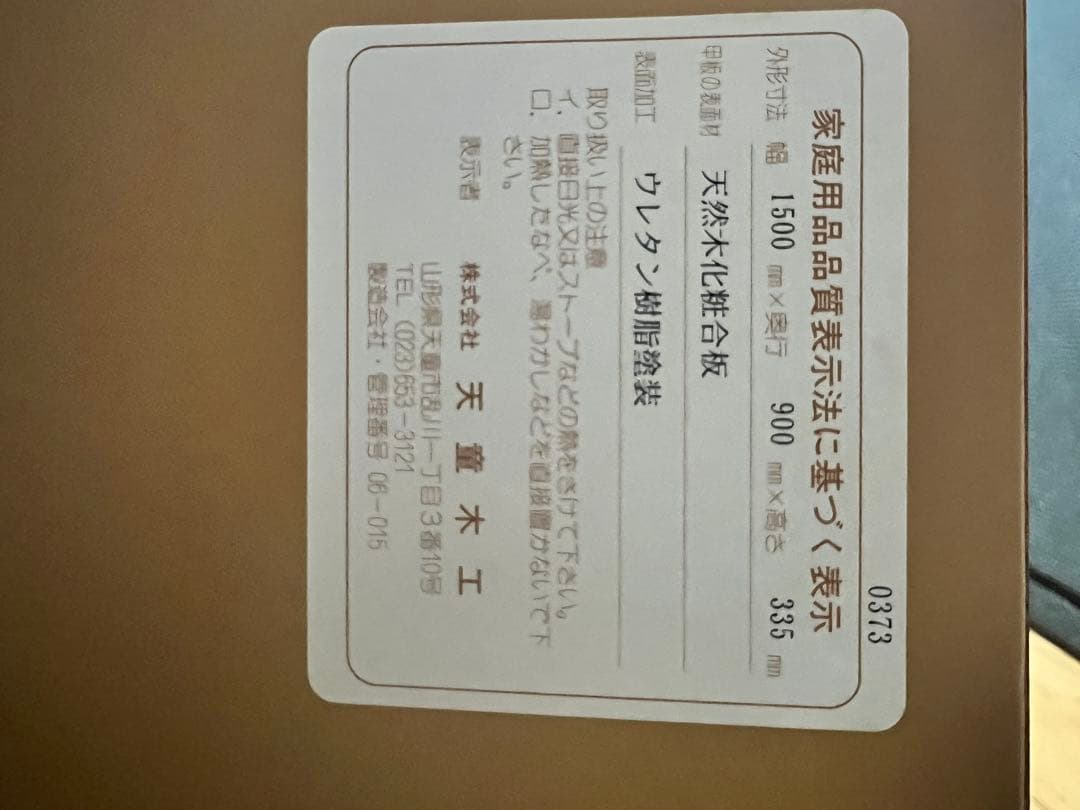 0373
家庭用品品質表示法に基づく表示
外形寸法 幅 1500 mm×奥行 900 mm×高さ 335 mm
甲板の表面材 天然木化粧合板
表面加工 ウレタン樹脂塗装
取り扱い上の注意
イ．直接日光又はストーブなどの熱をさけて下さい。
ロ．加熱したなべ、湯わかしなどを直接置かないで下
さい。
表示者 株式会社 天童木工
山形県天童市乱川一丁目3番10号
TEL (023)653-3121
製造会社・管理番号 06-015